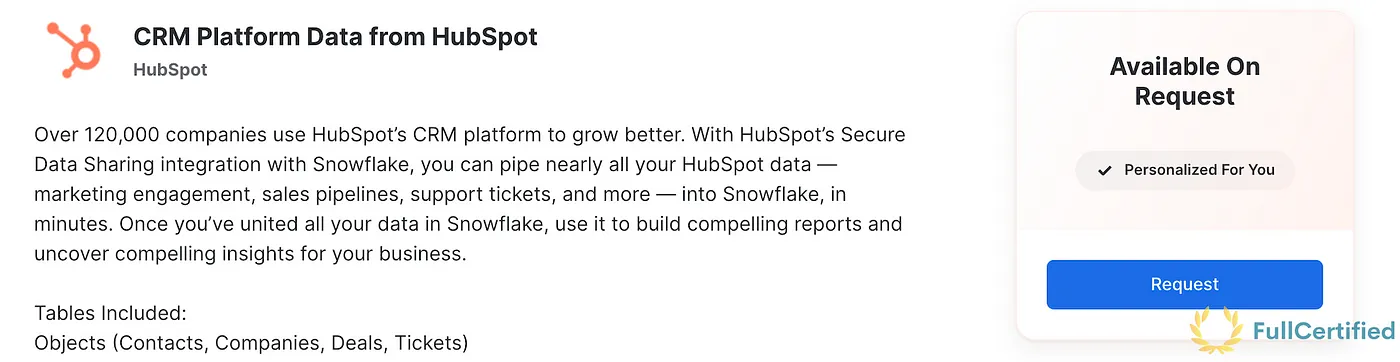 CRM Platform Data from HubSpot
HubSpot
Over 120,000 companies use HubSpot’s CRM platform to grow better. With HubSpot’s Secure
Data Sharing integration with Snowflake, you can pipe nearly all your HubSpot data —
marketing engagement, sales pipelines, support tickets, and more — into Snowflake, in
minutes. Once you’ve united all your data in Snowflake, use it to build compelling reports and
uncover compelling insights for your business.
Tables Included:
Objects (Contacts, Companies, Deals, Tickets)
Available On
Request
Personalized For You
Request
FullCertified